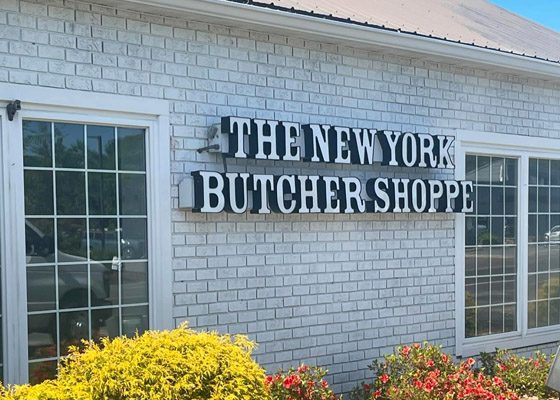 THE NEW YORK
BUTCHER SHOPPE